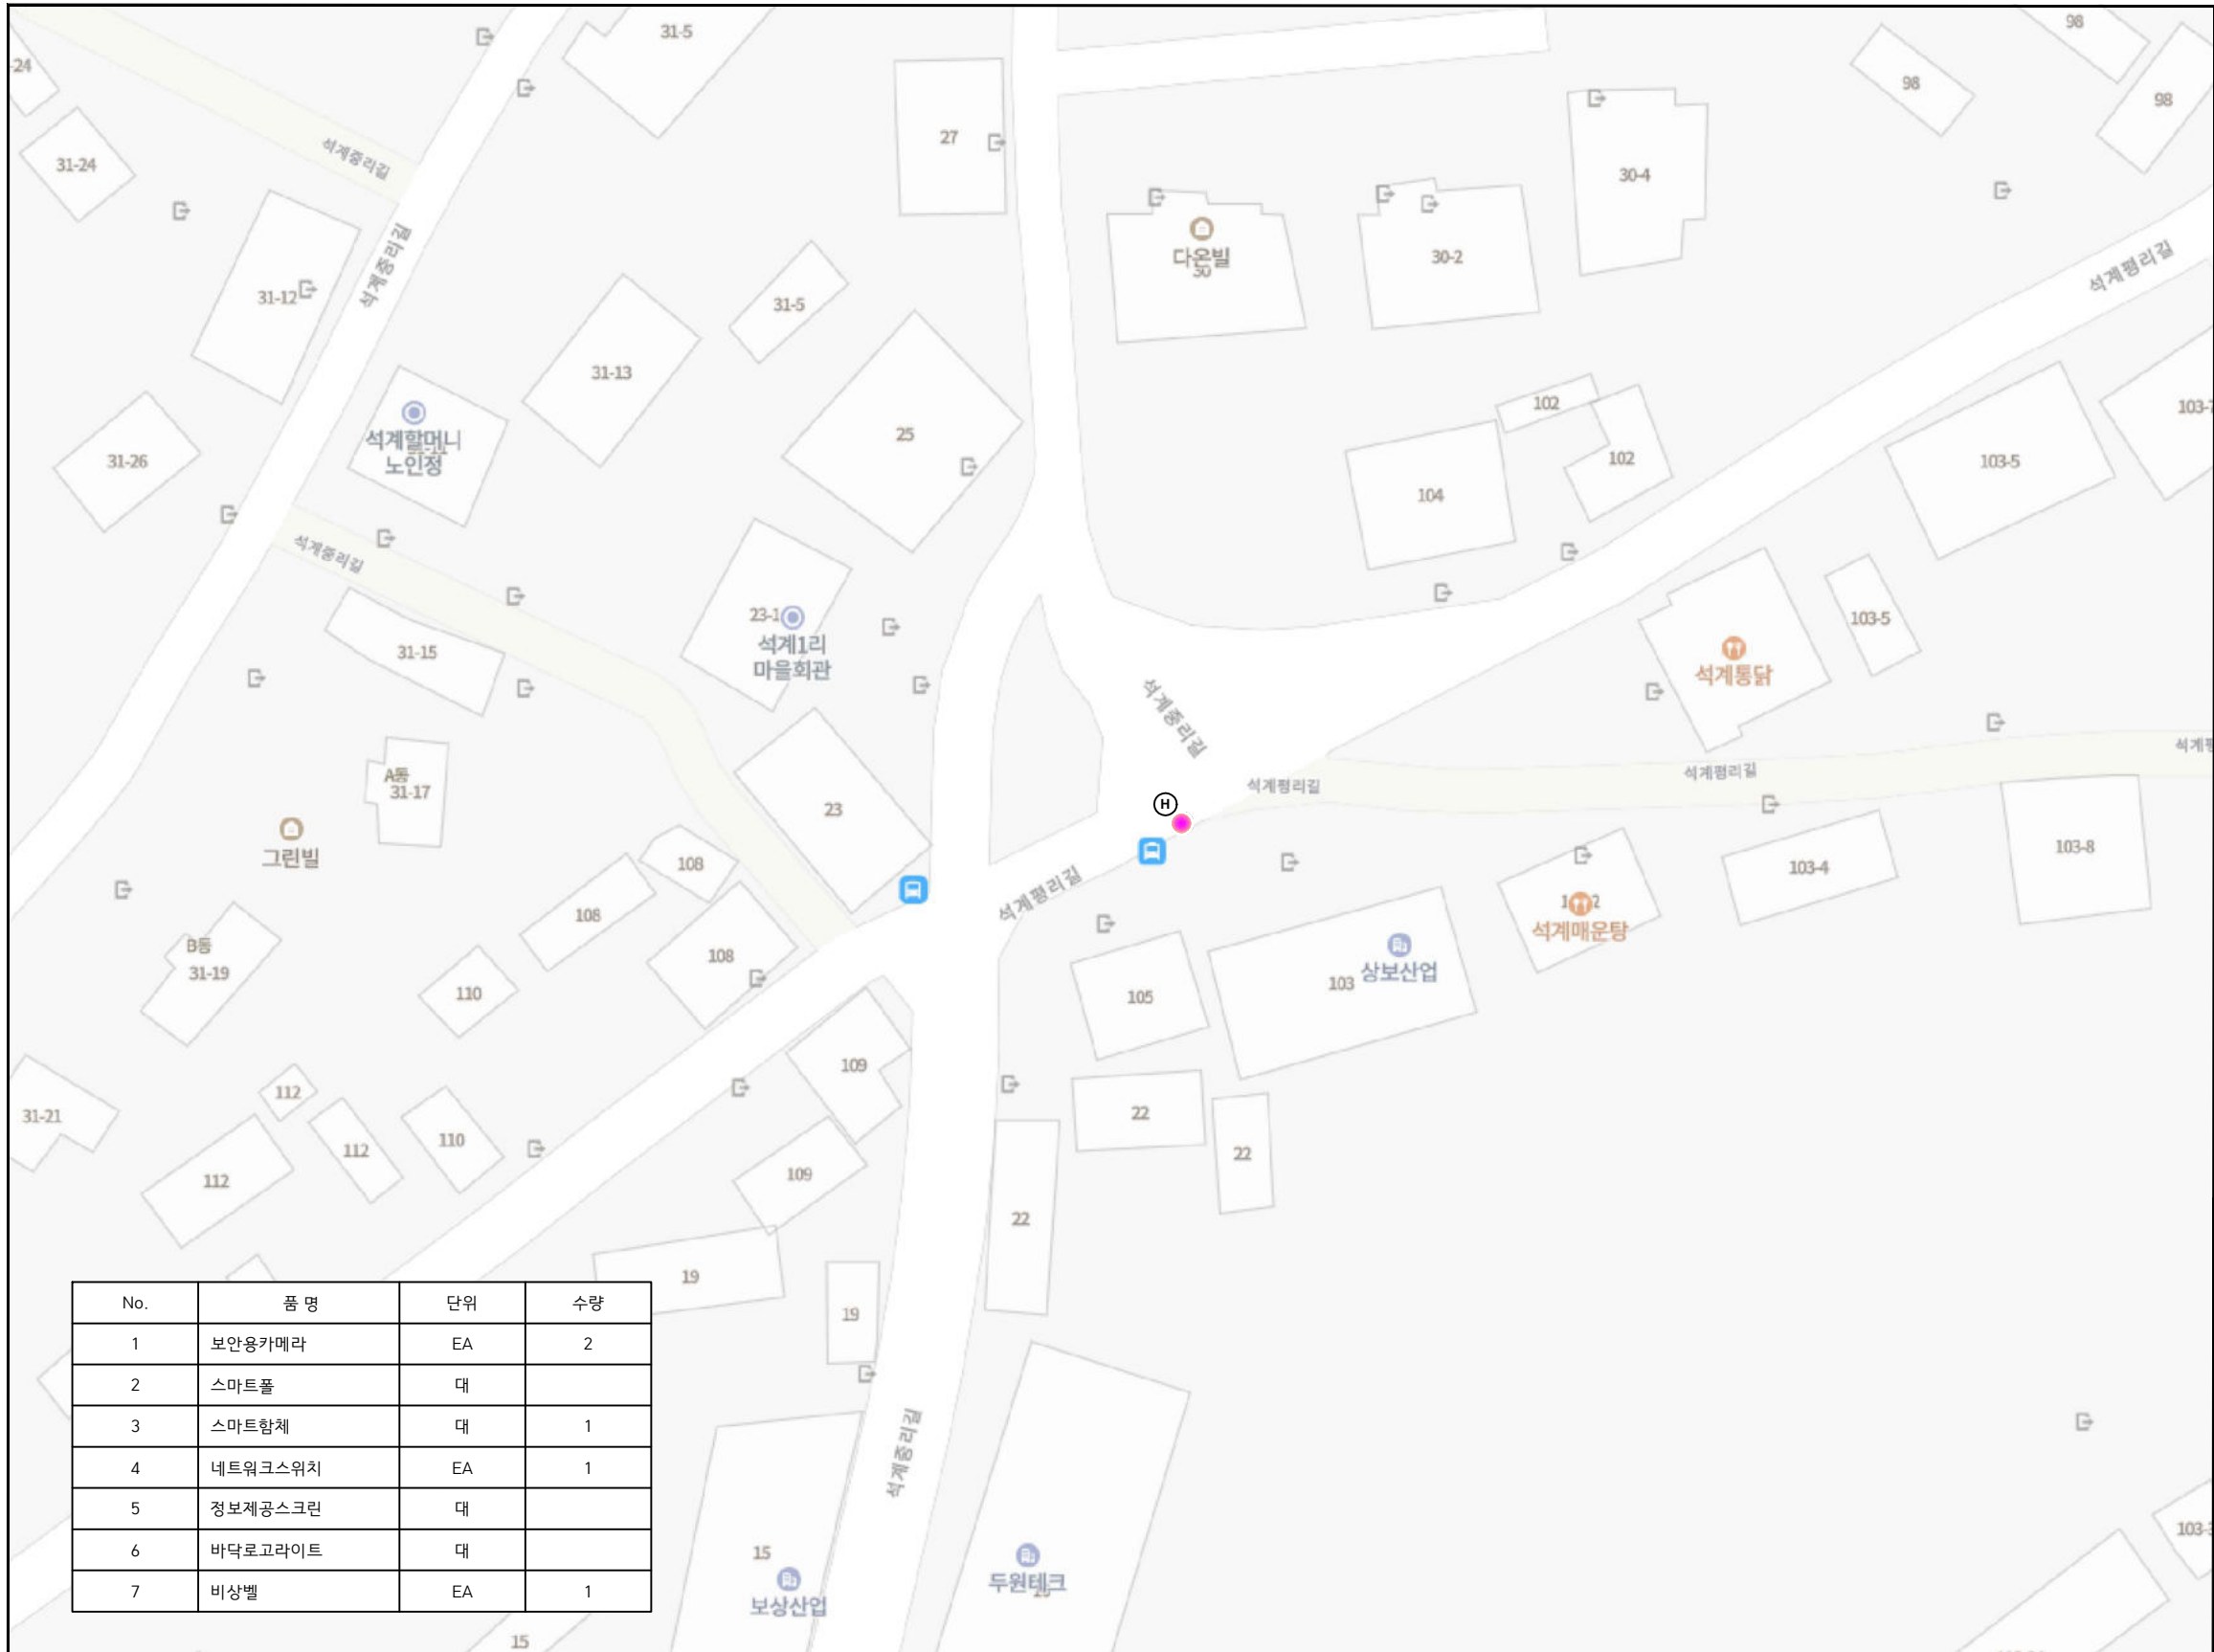 98
31-5
-24
98
98
27
석계중리길
31-24
30-4
다온빌
30
30-2
석계중리길
석계평리길
31-12
31-5
31-13
102
103-7
석계할머니
노인정
25
31-26
102
103-5
104
석계중리길
23-1
석계1리
마을회관
103-5
31-15
석계통닭
석계중리길
석계평리길
석계평리길
A동
31-17
H
23
그린빌
108
석계평리길
103-4
103-8
108
석계매운탕
B동
31-19
108
상보산업
103
110
105
109
112
31-21
22
110
112
22
109
112
22
19
19
No. 품 명 단위 수량
1 보안용카메라 EA 2
2 스마트폴 대
3 스마트함체 대 1
4 네트워크스위치 EA 1
5 정보제공스크린 대
6 바닥로고라이트 대
7 비상벨 EA 1
석계중리길
15
보상산업
두원테크
103-3
15